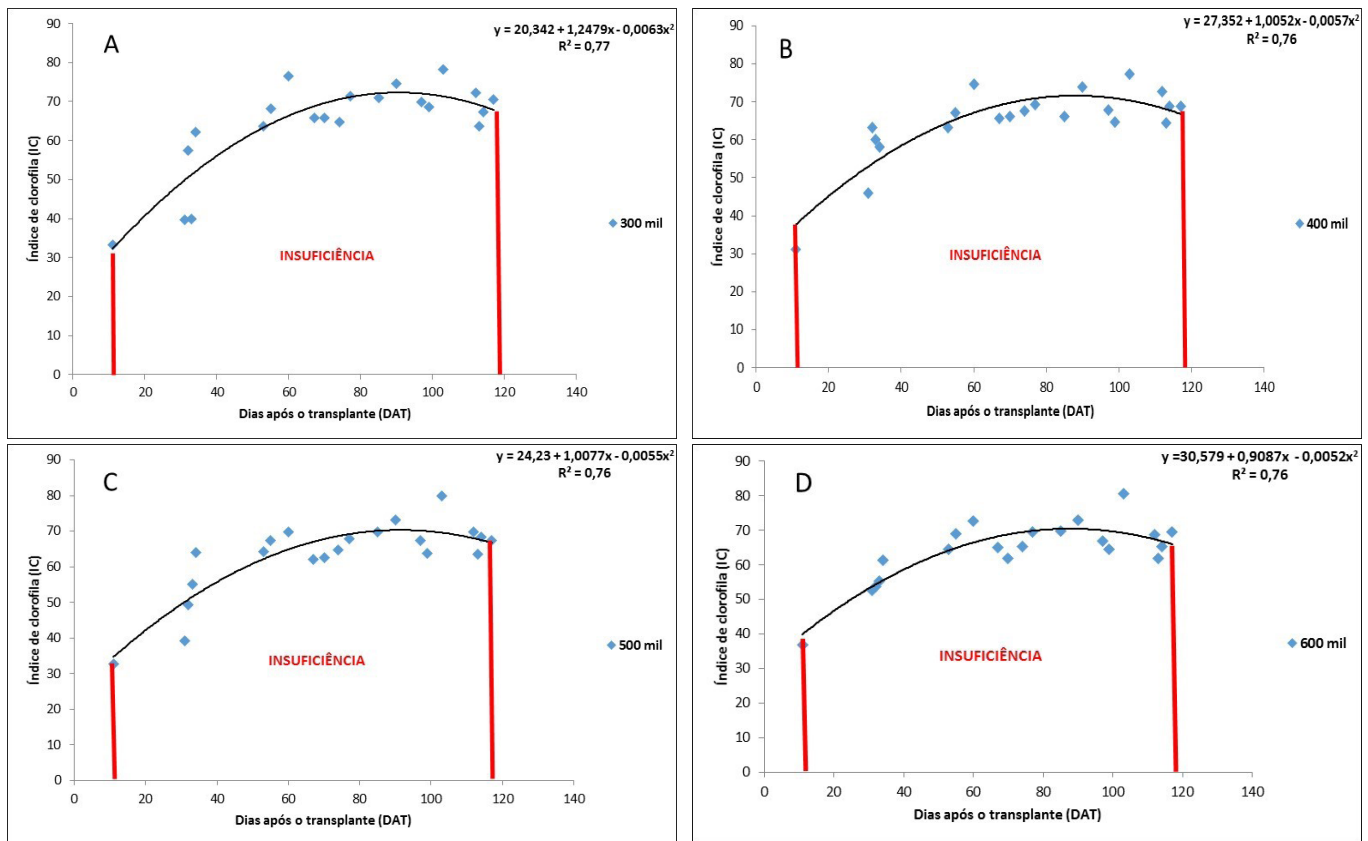 A
y = 20,342 + 1,2479x - 0,0063x²
R² = 0,77
Índice de clorofila (IC)
90
80
70
60
50
40
30
20
10
0
INSUFICIÊNCIA
300 mil
0 20 40 60 80 100 120 140
Dias após o transplante (DAT)
B
y = 27,352 + 1,0052x - 0,0057x²
R² = 0,76
Índice de clorofila (IC)
90
80
70
60
50
40
30
20
10
0
INSUFICIÊNCIA
400 mil
0 20 40 60 80 100 120 140
Dias após o transplante (DAT)
C
y = 24,23 + 1,0077x - 0,0055x²
R² = 0,76
Índice de clorofila (IC)
90
80
70
60
50
40
30
20
10
0
INSUFICIÊNCIA
500 mil
0 20 40 60 80 100 120 140
Dias após o transplante (DAT)
D
y =30,579 + 0,9087x - 0,0052x²
R² = 0,76
Índice de clorofila (IC)
90
80
70
60
50
40
30
20
10
0
INSUFICIÊNCIA
600 mil
0 20 40 60 80 100 120 140
Dias após o transplante (DAT)